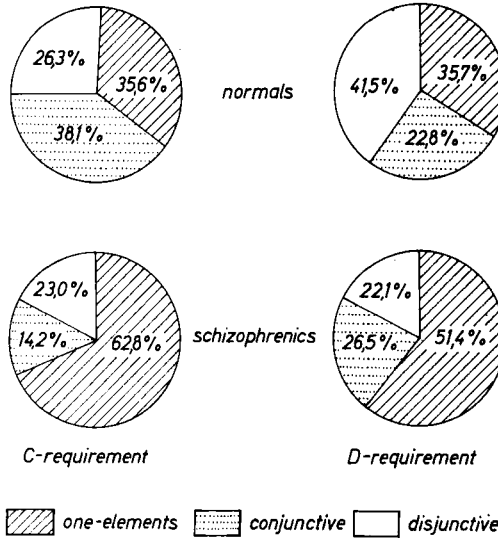 26,3%
35,6%
38,1%
normals
41,5%
35,7%
22,8%
23,0%
14,2%
62,8%
schizophrenics
22,1%
26,5%
51,4%
C-requirement
D-requirement
one-elements
conjunctive
disjunctive